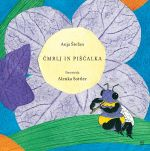 Anja Štefan
ČMRLJ IN PIŠČALKA
Ilustrirala
Alenka Sottler